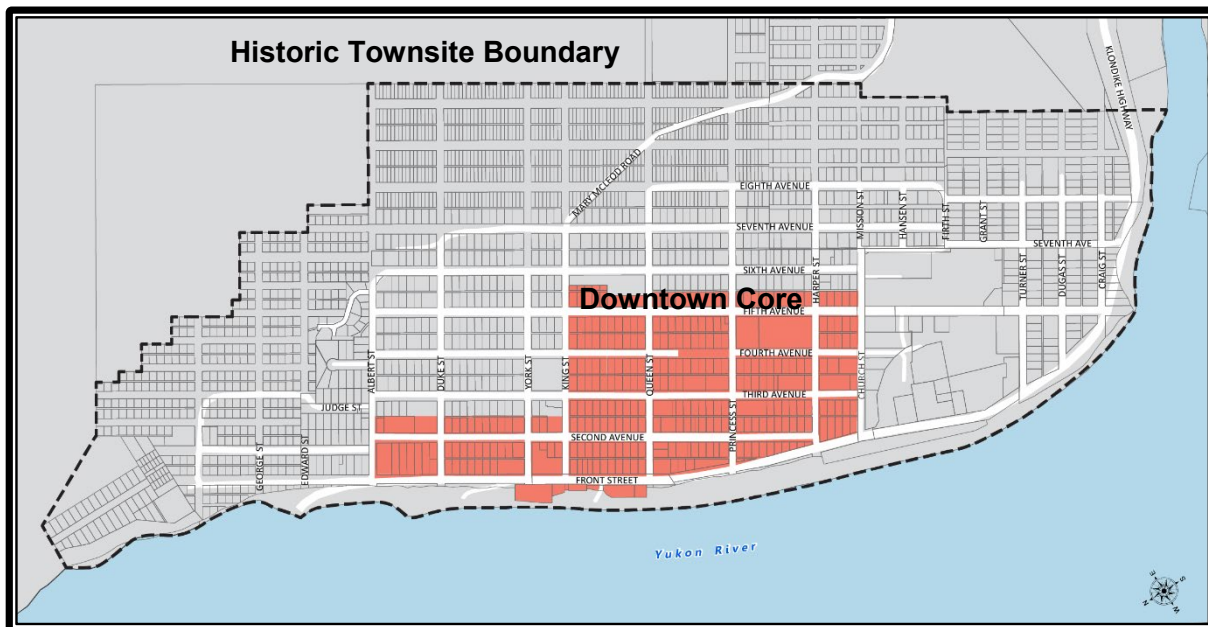 Historic Townsite Boundary
KLONDIKE HIGHWAY
MARY MCLEOD ROAD
EIGHTH AVENUE
MISSION ST
HANSEN ST
FIRTH ST
GRANT ST
SEVENTH AVENUE
SEVENTH AVE
SIXTH AVENUE
HARPER ST
TURNER ST
DUGAS ST
CRAIG ST
Downtown Core
FIFTH AVENUE
ALBERT ST
DUKE ST
YORK ST
KING ST
QUEEN ST
FOURTH AVENUE
CHURCH ST
THIRD AVENUE
JUDGE ST
PRINCESS ST
SECOND AVENUE
GEORGE ST
EDWARD ST
FRONT STREET
Yukon River
E
S
N
W